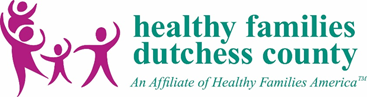 healthy families
dutchess county
An Affiliate of Healthy Families America™